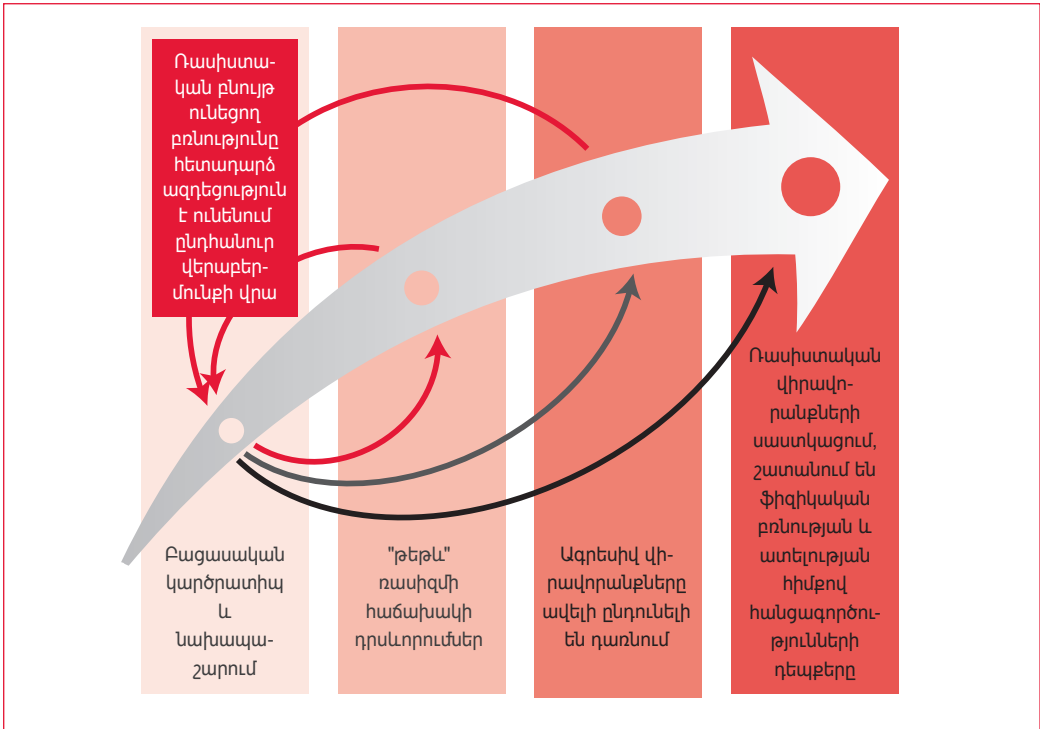 Ռասիստա-
կան բնույթ
ունեցող
բռնությունը
հետադարձ
ազդեցություն
է ունենում
ընդհանուր
վերաբեր-
մունքի վրա
Բացասական
կարծրատիպ
և
նախապա-
շարում
"թեթև"
ռասիզմի
հաճախակի
դրսևորումներ
Ագրեսիվ վի-
րավորանքները
ավելի ընդունելի
են դառնում
Ռասիստական
վիրավո-
րանքների
սաստկացում,
շատանում են
ֆիզիկական
բռնության և
ատելության
հիմքով
հանցագործու-
թյունների
դեպքերը